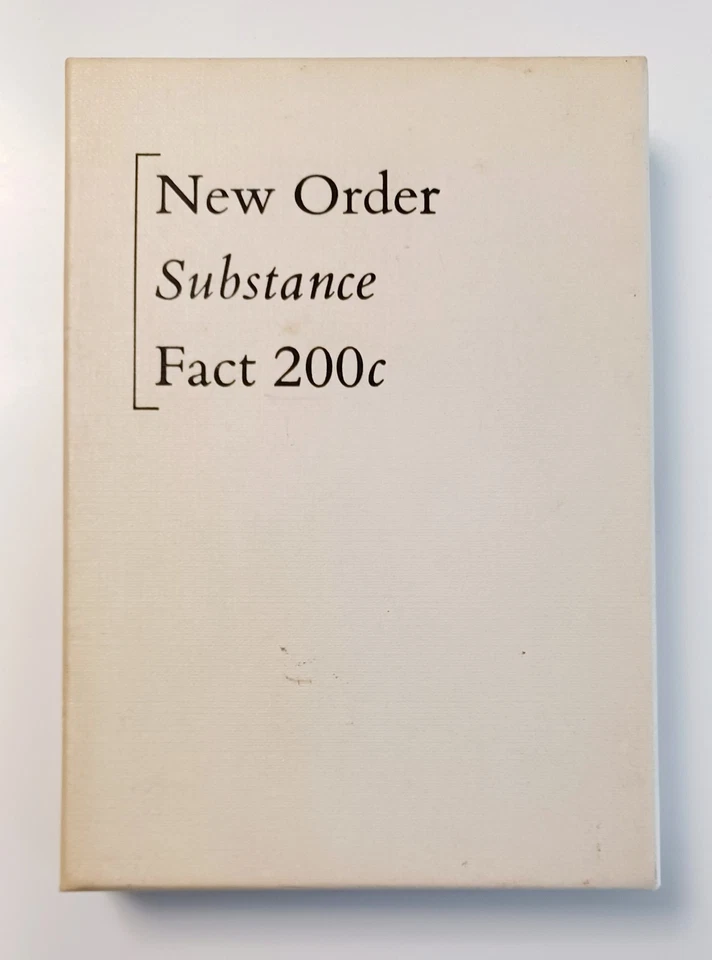 New Order
Substance
Fact 200c